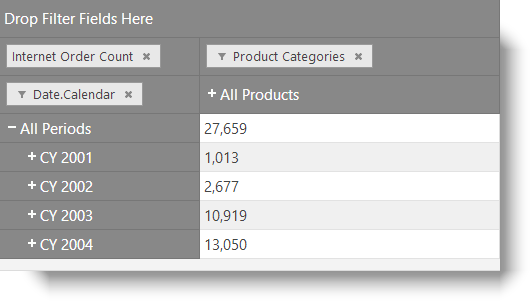 Drop Filter Fields Here
Internet Order Count × Product Categories ×
Date.Calendar × + All Products
− All Periods 27,659
+ CY 2001 1,013
+ CY 2002 2,677
+ CY 2003 10,919
+ CY 2004 13,050